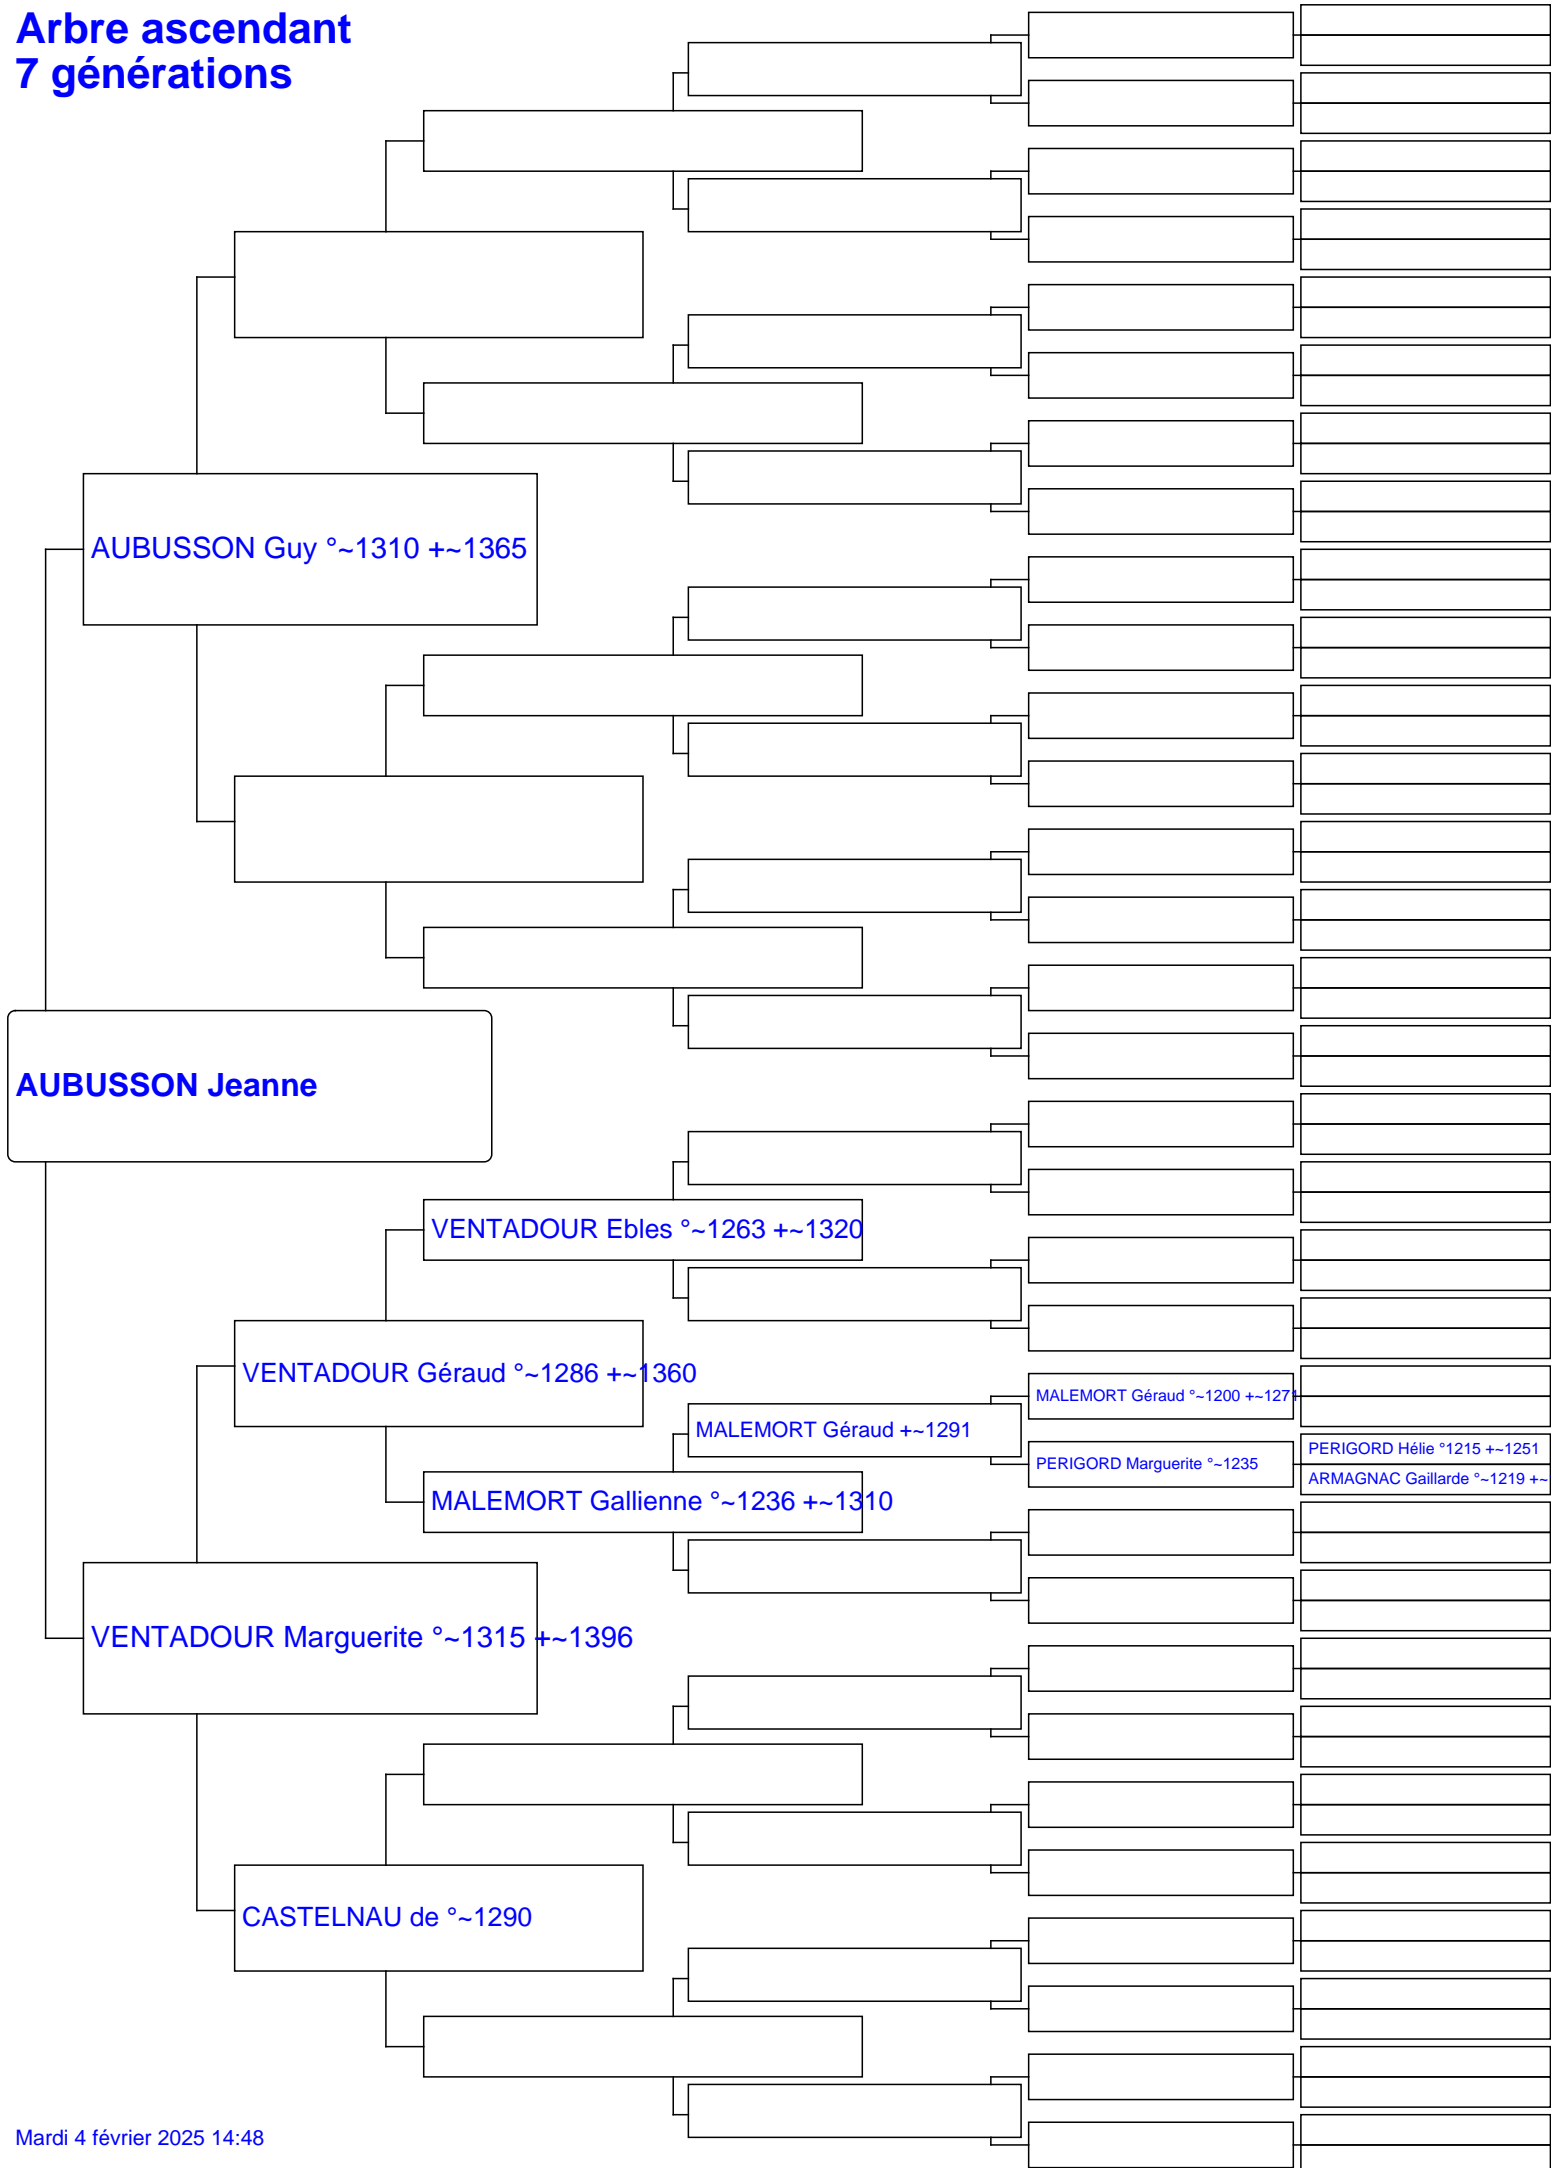 Arbre ascendant
7 générations
AUBUSSON Guy °~1310 +~1365
AUBUSSON Jeanne
VENTADOUR Ebles °~1263 +~1320
VENTADOUR Géraud °~1286 +~1360
MALEMORT Géraud °~1200 +~1271
MALEMORT Géraud +~1291
PERIGORD Hélie °1215 +~1251
PERIGORD Marguerite °~1235
ARMAGNAC Gaillarde °~1219 +~
MALEMORT Gallienne °~1236 +~1310
VENTADOUR Marguerite °~1315 +~1396
CASTELNAU de °~1290
Mardi 4 février 2025 14:48